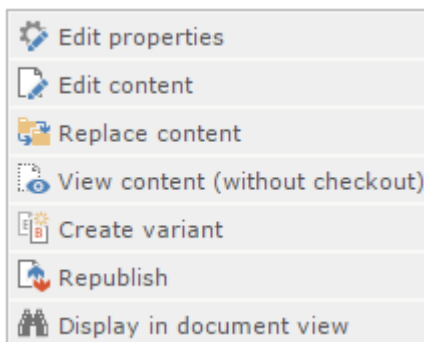 Edit properties
Edit content
Replace content
View content (without checkout)
Create variant
Republish
Display in document view